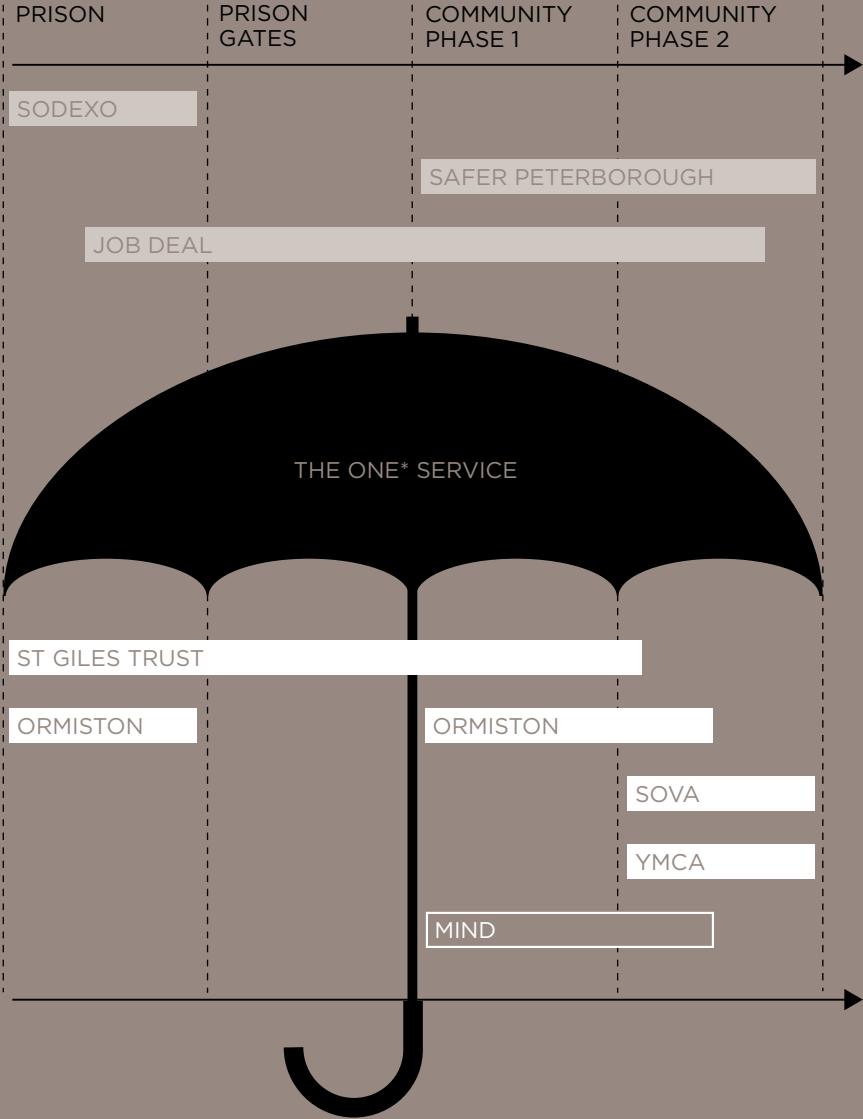 PRISON
PRISON
GATES
COMMUNITY
PHASE 1
COMMUNITY
PHASE 2
SODEXO
SAFER PETERBOROUGH
JOB DEAL
THE ONE* SERVICE
ST GILES TRUST
ORMISTON
ORMISTON
SOVA
YMCA
MIND